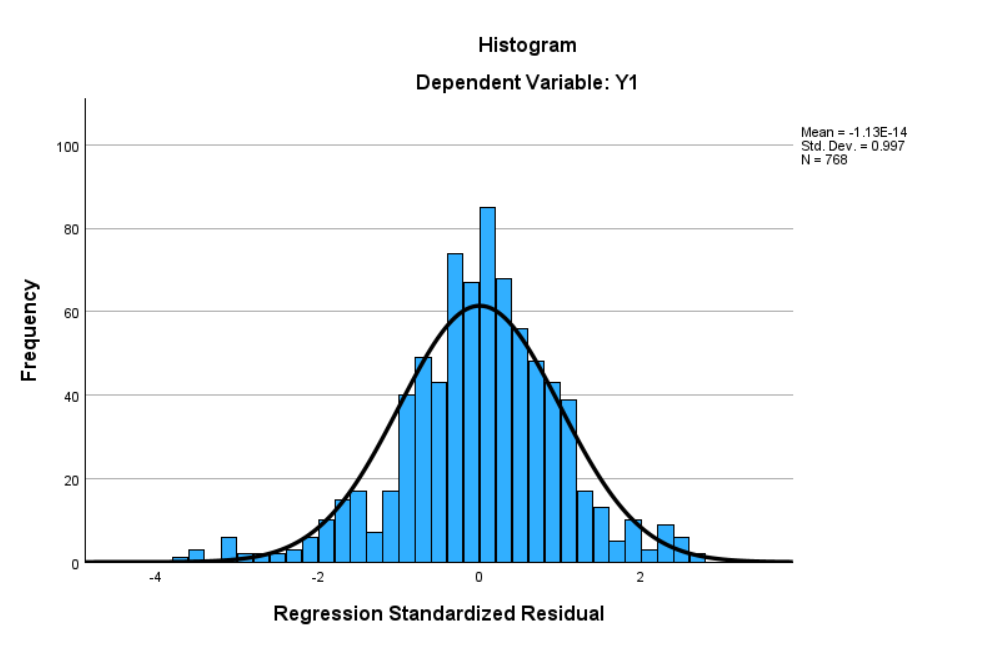 Histogram
Dependent Variable: Y1
Mean = -1.13E-14
Std. Dev. = 0.997
N = 768
100
80
60
40
20
0
Frequency
-4
-2
0
2
Regression Standardized Residual